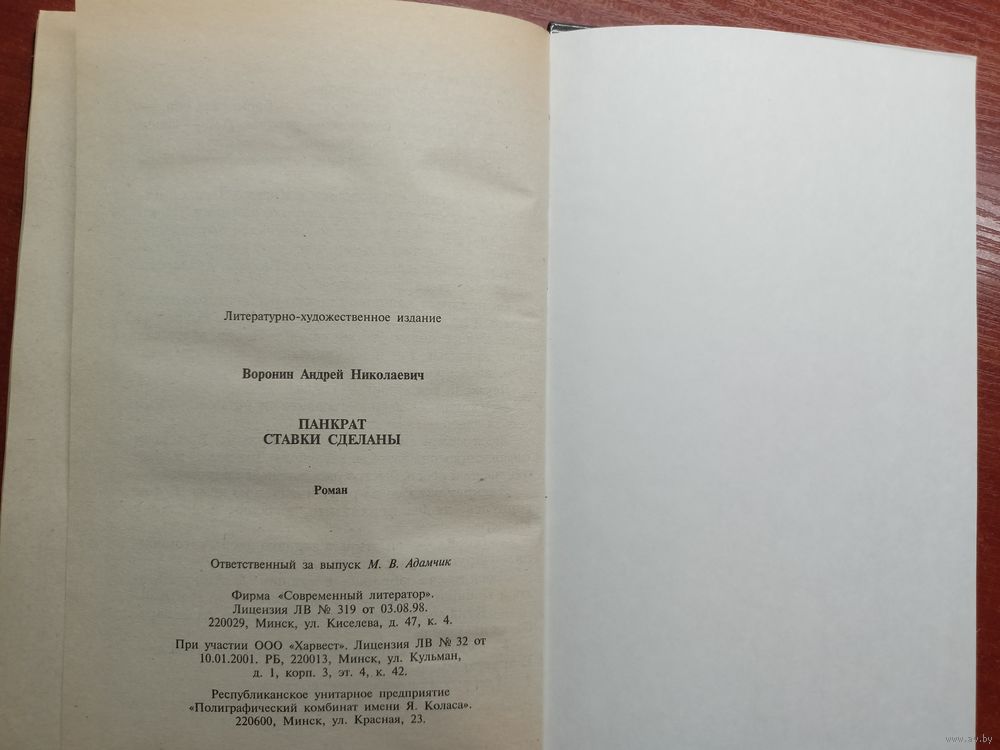 Литературно-художественное издание
Воронин Андрей Николаевич
ПАНКРАТ
СТАВКИ СДЕЛАНЫ
Роман
Ответственный за выпуск М. В. Адамчик
Фирма «Современный литератор».
Лицензия ЛВ № 319 от 03.08.98.
220029, Минск, ул. Киселева, д. 47, к. 4.
При участии ООО «Харвест». Лицензия ЛВ № 32 от
10.01.2001. РБ, 220013, Минск, ул. Кульман,
д. 1, корп. 3, эт. 4, к. 42.
Республиканское унитарное предприятие
«Полиграфический комбинат имени Я. Коласа».
220600, Минск, ул. Красная, 23.
www.av.by